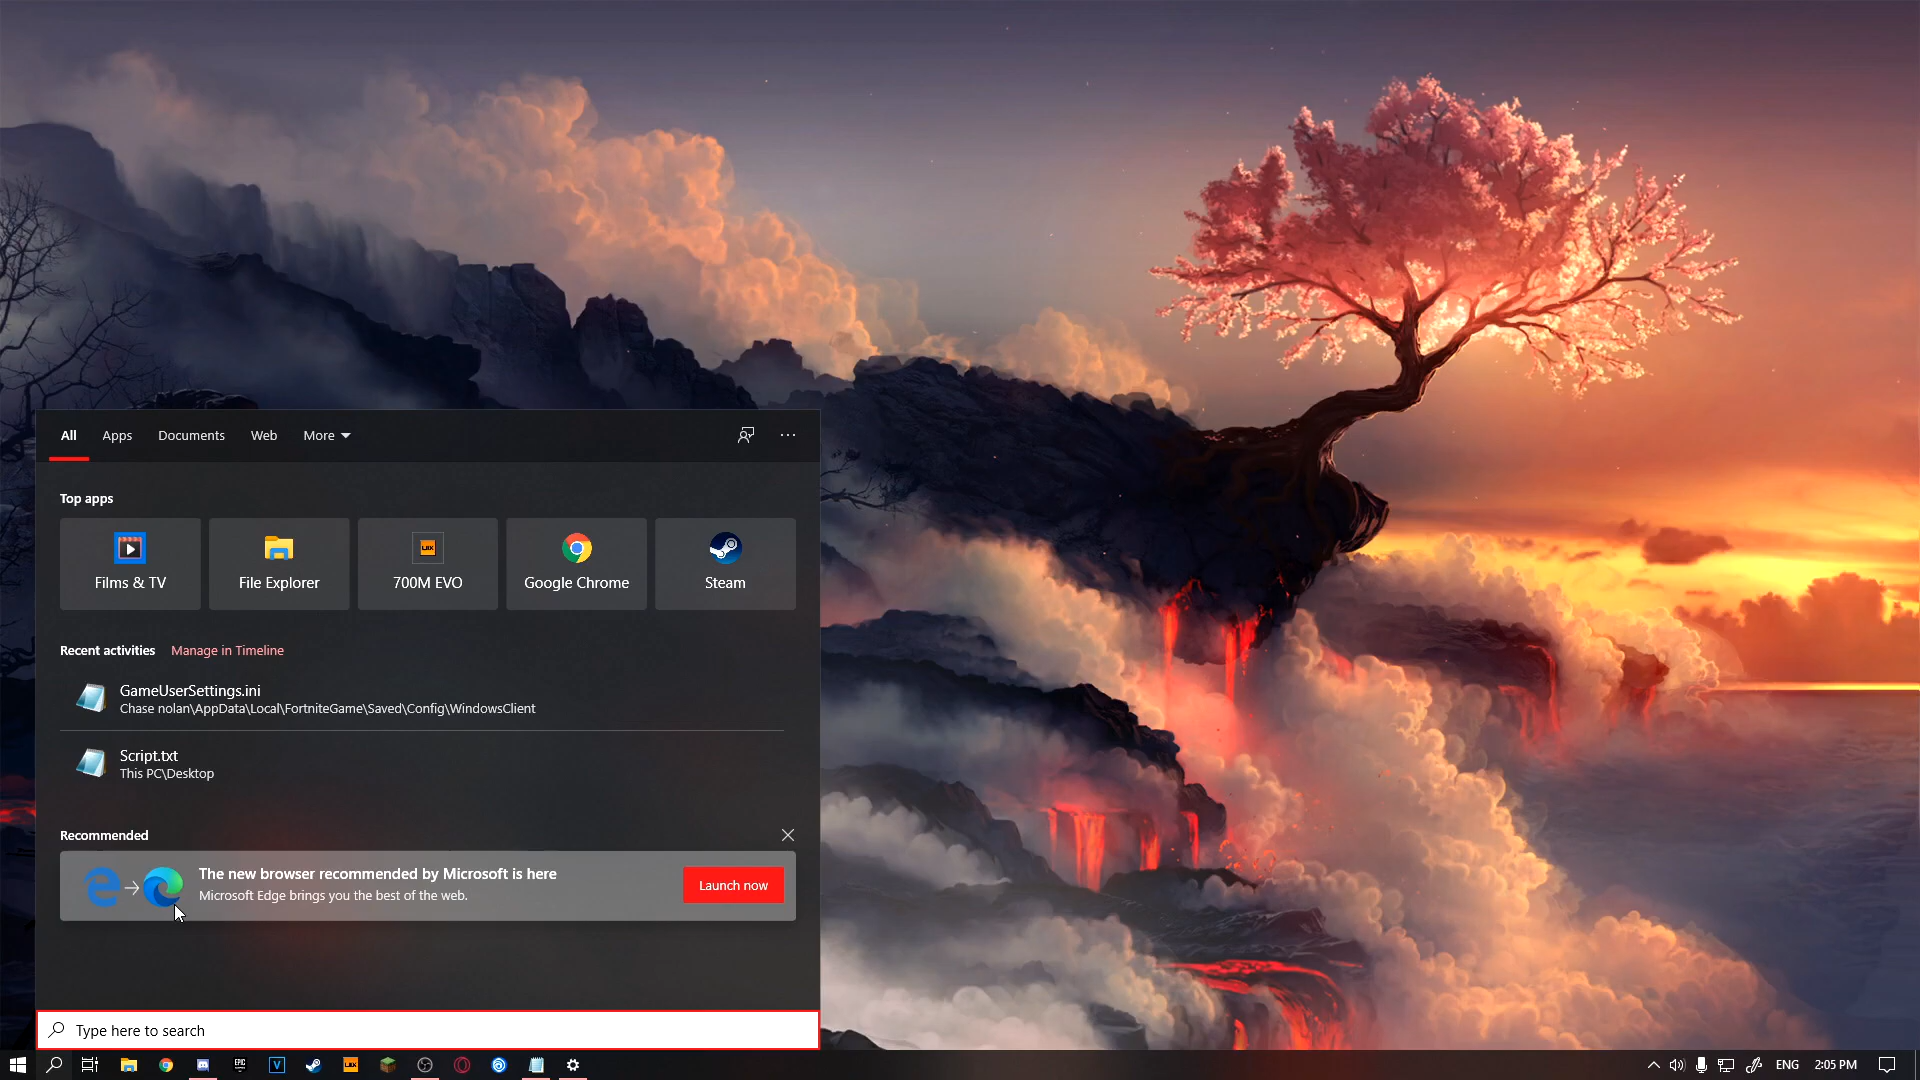 All Apps Documents Web More
Top apps
Films & TV File Explorer 700M EVO Google Chrome Steam
Recent activities Manage in Timeline
GameUserSettings.ini
Chase nolan\AppData\Local\FortniteGame\Saved\Config\WindowsClient
Script.txt
This PC\Desktop
Recommended
The new browser recommended by Microsoft is here
Microsoft Edge brings you the best of the web.
Launch now
Type here to search
EPIC
ENG 2:05 PM